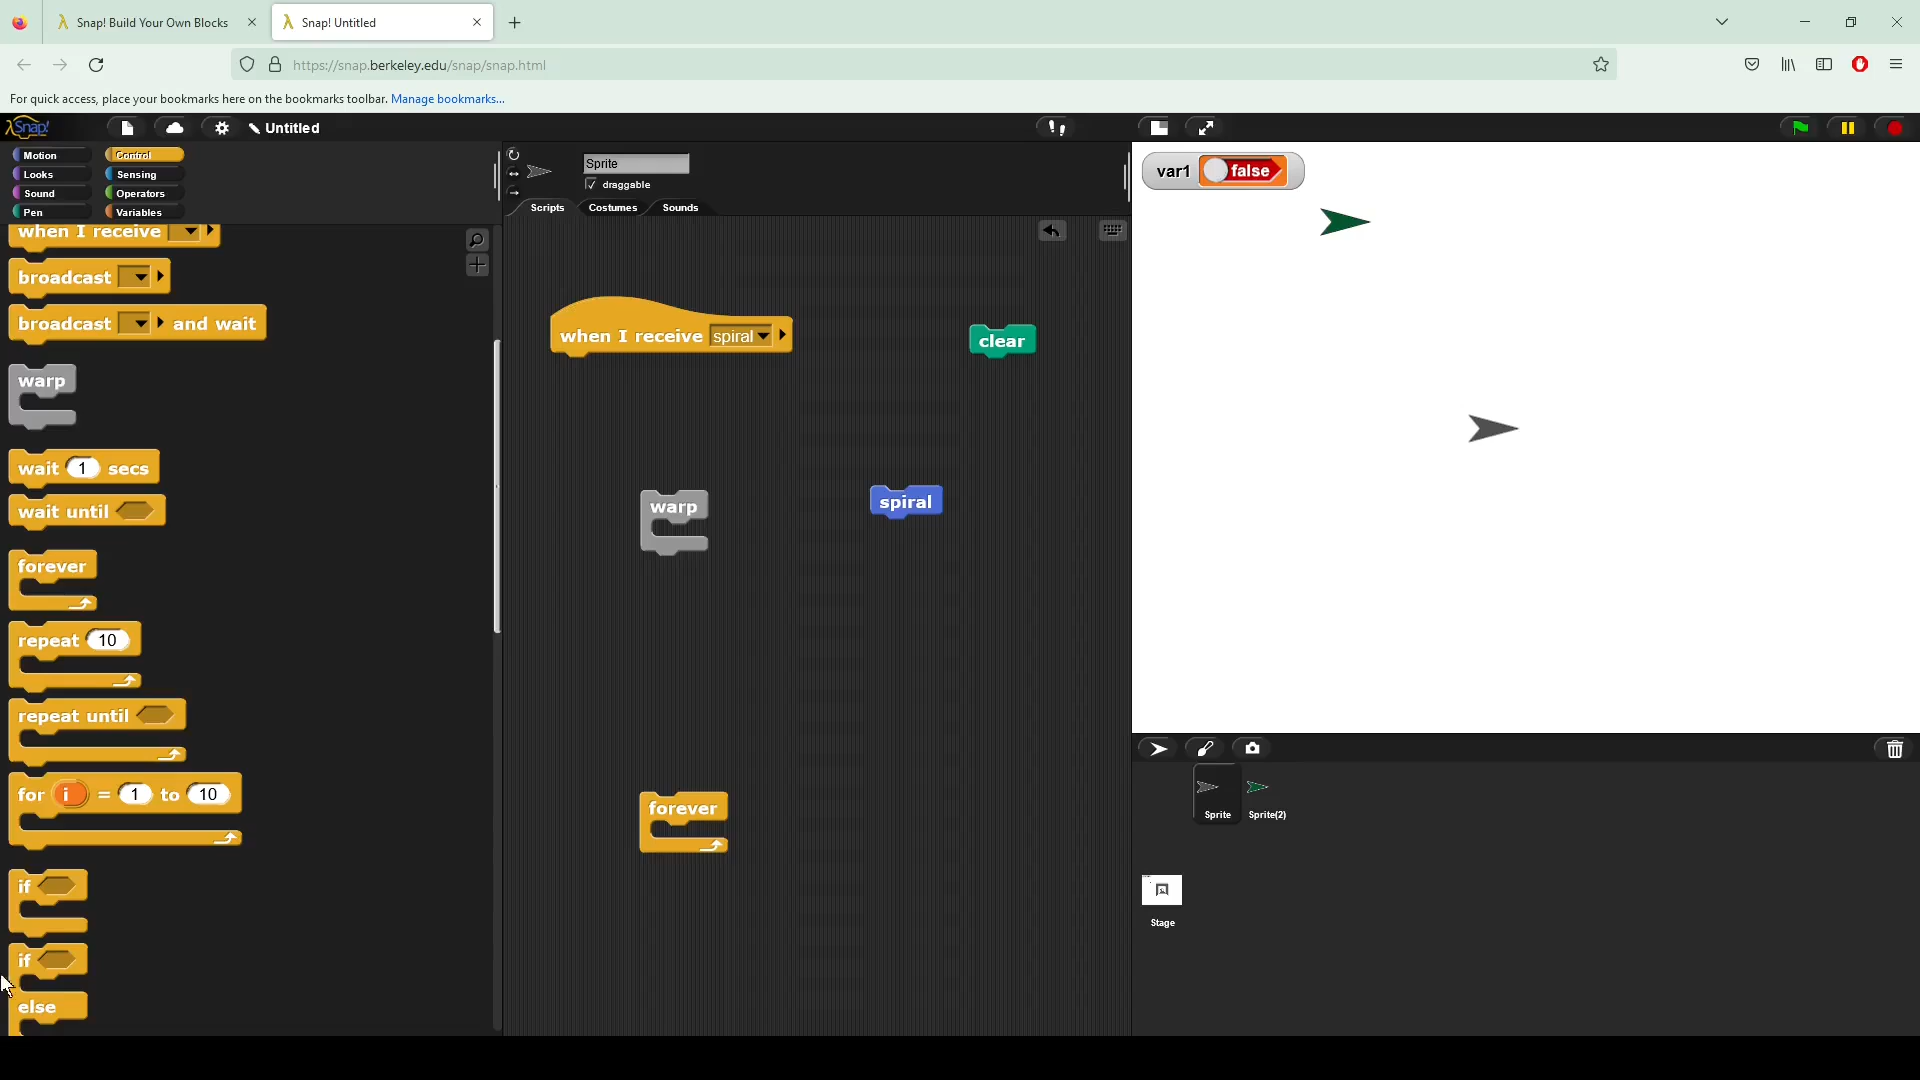 Snap! Build Your Own Blocks
Snap! Untitled
https://snap.berkeley.edu/snap/snap.html
For quick access, place your bookmarks here on the bookmarks toolbar. Manage bookmarks...
Snap!
Untitled
Motion
Control
Looks
Sensing
Sound
Operators
Pen
Variables
Sprite
draggable
Scripts
Costumes
Sounds
when I receive
broadcast
broadcast and wait
warp
wait 1 secs
wait until
forever
repeat 10
repeat until
for i = 1 to 10
if
if
else
when I receive spiral
clear
warp
spiral
forever
var1 false
Sprite
Sprite(2)
Stage